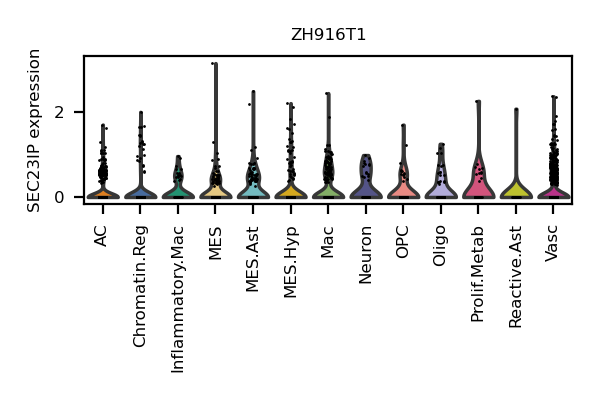 ZH916T1
SEC23IP expression
2
0
AC
Chromatin.Reg
Inflammatory.Mac
MES
MES.Ast
MES.Hyp
Mac
Neuron
OPC
Oligo
Prolif.Metab
Reactive.Ast
Vasc